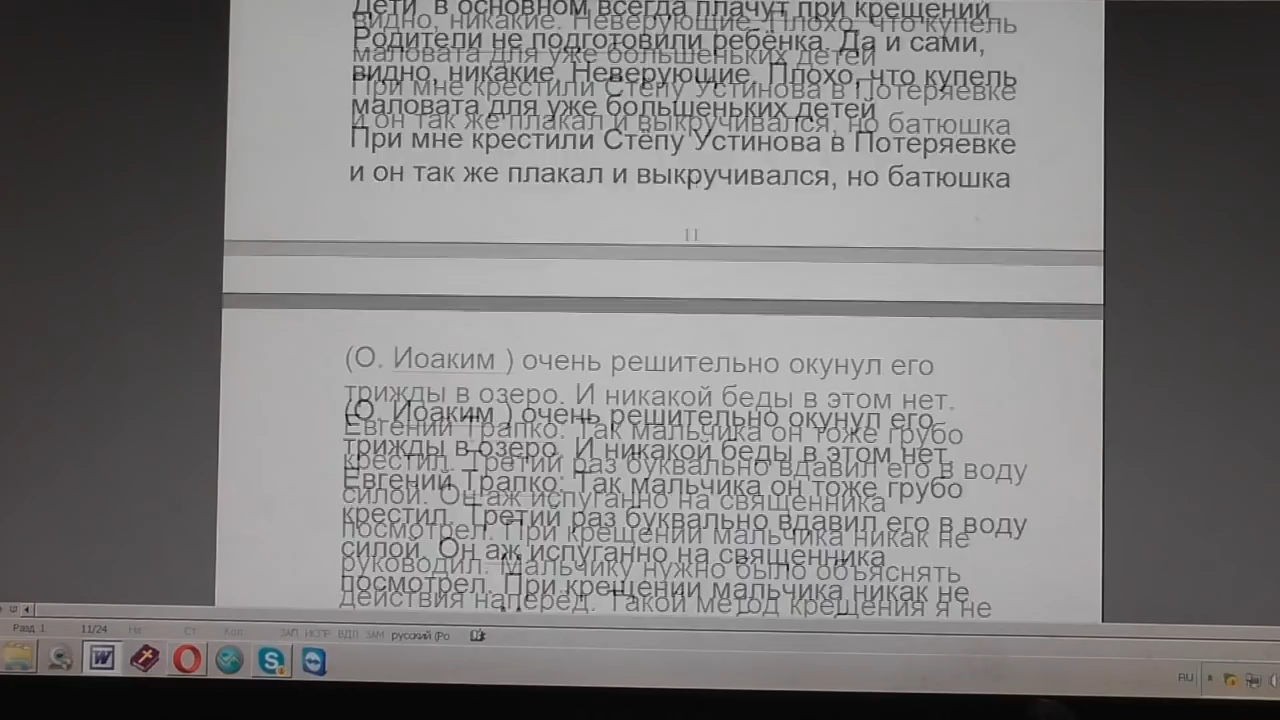 Дети в основном всегда плачут при крещении
Родители не подготовили ребёнка. Да и сами,
видно, никакие. Неверующие. Плохо, что купель
маловата для уже большеньких детей
При мне крестили Стёпу Устинова в Потеряевке
и он так же плакал и выкручивался, но батюшка
11
(О. Иоаким ) очень решительно окунул его
трижды в озеро. И никакой беды в этом нет.
Евгений Трапко: Так мальчика он тоже грубо
крестил. Третий раз буквально вдавил его в воду
силой. Он аж испуганно на священника
посмотрел. При крещении мальчика никак не
руководил. Мальчику нужно было объяснять
действия наперед. Такой метод крещения я не
Разд 1 11/24 Ст Кол ЗАП ИСПР ВДЛ ЗАМ русский (Ро
RU